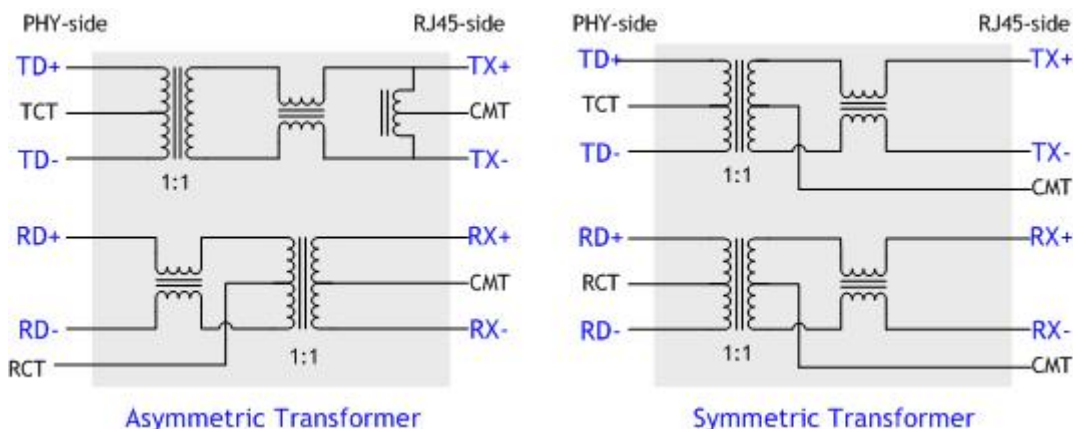 PHY-side RJ45-side PHY-side RJ45-side
TD+ TX+ TD+ TX+
TCT CMT TCT
TD- TX- TD- TX-
1:1 1:1 CMT
RD+ RX+ RD+ RX+
CMT RCT
RD- RX- RD- RX-
RCT 1:1 1:1 CMT
Asymmetric Transformer Symmetric Transformer